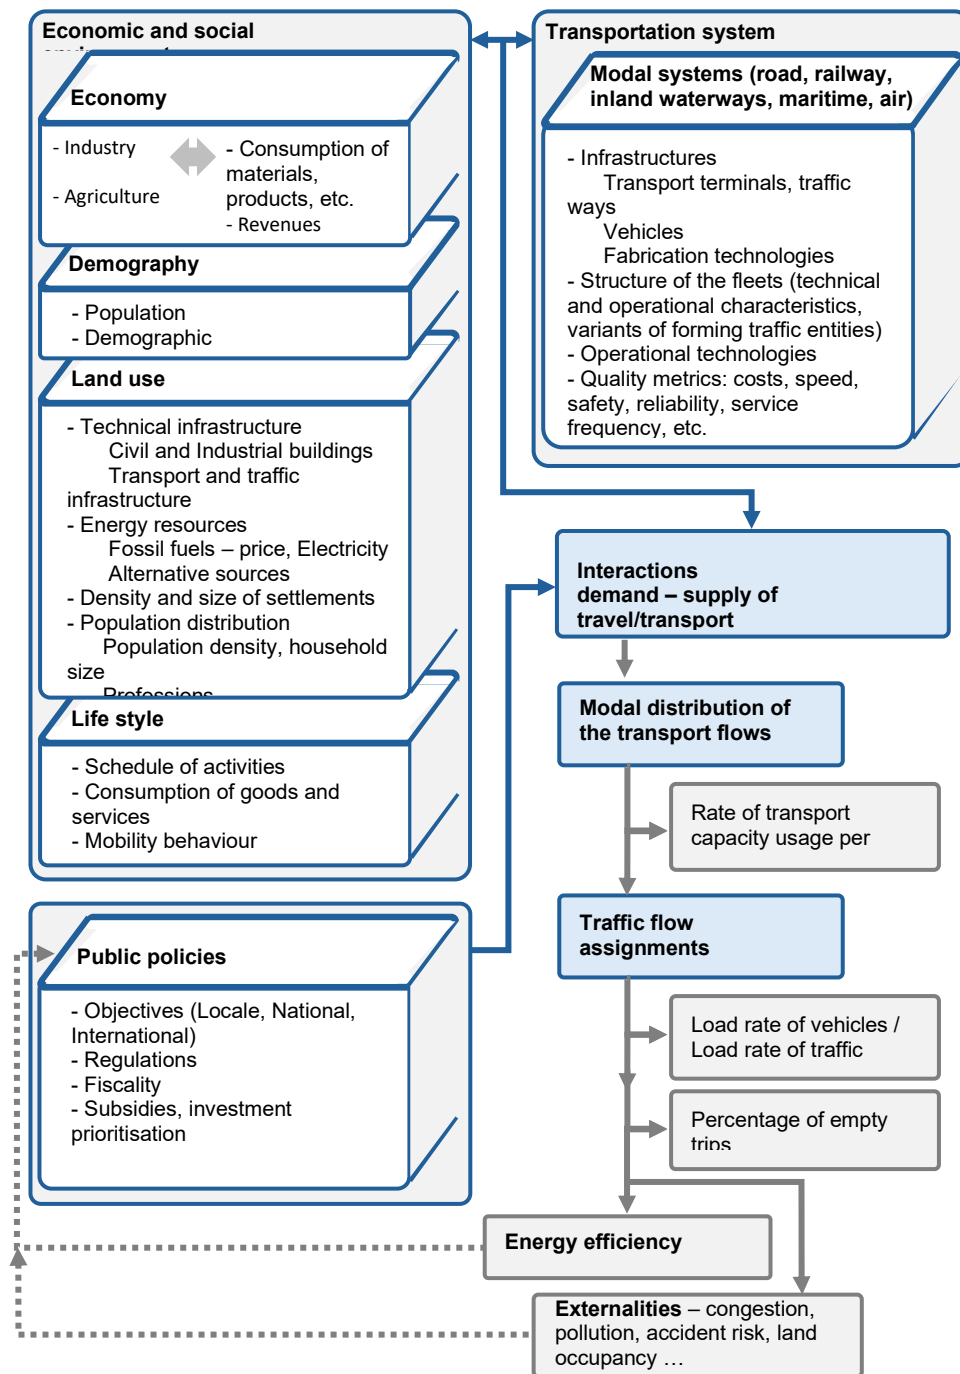 Economic and social
Economy
- Industry
- Agriculture
- Consumption of
materials,
products, etc.
- Revenues
Demography
- Population
- Demographic
Land use
- Technical infrastructure
Civil and Industrial buildings
Transport and traffic
infrastructure
- Energy resources
Fossil fuels – price, Electricity
Alternative sources
- Density and size of settlements
- Population distribution
Population density, household
size
Professions
Life style
- Schedule of activities
- Consumption of goods and
services
- Mobility behaviour
Public policies
- Objectives (Locale, National,
International)
- Regulations
- Fiscality
- Subsidies, investment
prioritisation
Transportation system
Modal systems (road, railway,
inland waterways, maritime, air)
- Infrastructures
Transport terminals, traffic
ways
Vehicles
Fabrication technologies
- Structure of the fleets (technical
and operational characteristics,
variants of forming traffic entities)
- Operational technologies
- Quality metrics: costs, speed,
safety, reliability, service
frequency, etc.
Interactions
demand – supply of
travel/transport
Modal distribution of
the transport flows
Rate of transport
capacity usage per
Traffic flow
assignments
Load rate of vehicles /
Load rate of traffic
Percentage of empty
trips
Energy efficiency
Externalities – congestion,
pollution, accident risk, land
occupancy …